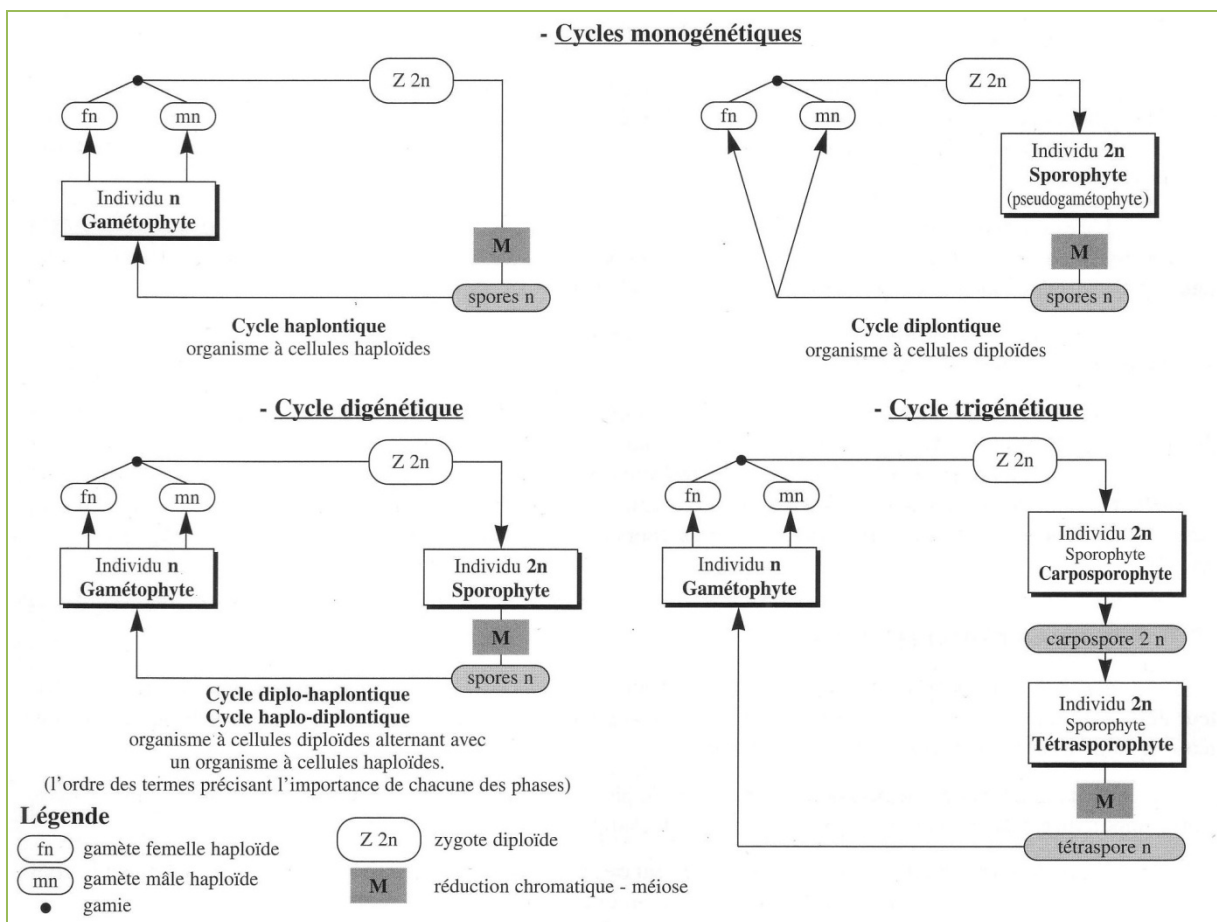 - Cycles monogénétiques
Z 2n
fn
mn
Individu n
Gamétophyte
M
spores n
Cycle haplontique
organisme à cellules haploïdes
Z 2n
fn
mn
Individu 2n
Sporophyte
(pseudogamétophyte)
M
spores n
Cycle diplontique
organisme à cellules diploïdes
- Cycle digénétique
Z 2n
fn
mn
Individu n
Gamétophyte
Individu 2n
Sporophyte
M
spores n
Cycle diplo-haplontique
Cycle haplo-diplontique
organisme à cellules diploïdes alternant avec
un organisme à cellules haploïdes.
(l'ordre des termes précisant l'importance de chacune des phases)
- Cycle trigénétique
Z 2n
fn
mn
Individu n
Gamétophyte
Individu 2n
Sporophyte
Carposporophyte
carpospore 2 n
Individu 2n
Sporophyte
Tétrasporophyte
M
tétraspore n
Légende
fn gamète femelle haploïde
mn gamète mâle haploïde
gamie
Z 2n zygote diploïde
M réduction chromatique - méiose